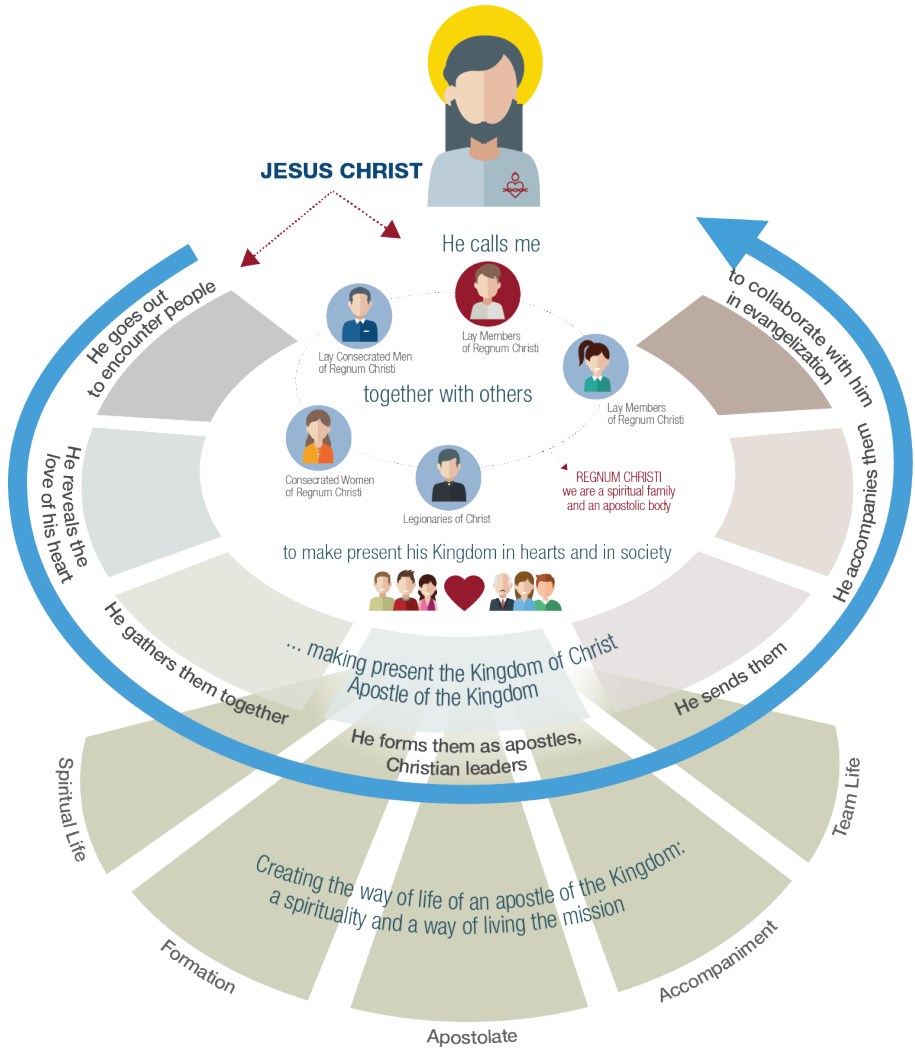 JESUS CHRIST
He calls me
Lay Consecrated Men
of Regnum Christi
Lay Members
of Regnum Christi
together with others
Lay Members
of Regnum Christi
Consecrated Women
of Regnum Christi
Legionaries of Christ
REGNUM CHRISTI
we are a spiritual family
and an apostolic body
to make present his Kingdom in hearts and in society
He goes out
to encounter people
He reveals the
love of his heart
He gathers them together
... making present the Kingdom of Christ
Apostle of the Kingdom
He forms them as apostles,
Christian leaders
He sends them
He accompanies them
to collaborate with him
in evangelization
Creating the way of life of an apostle of the Kingdom:
a spirituality and a way of living the mission
Spiritual Life
Formation
Apostolate
Accompaniment
Team Life